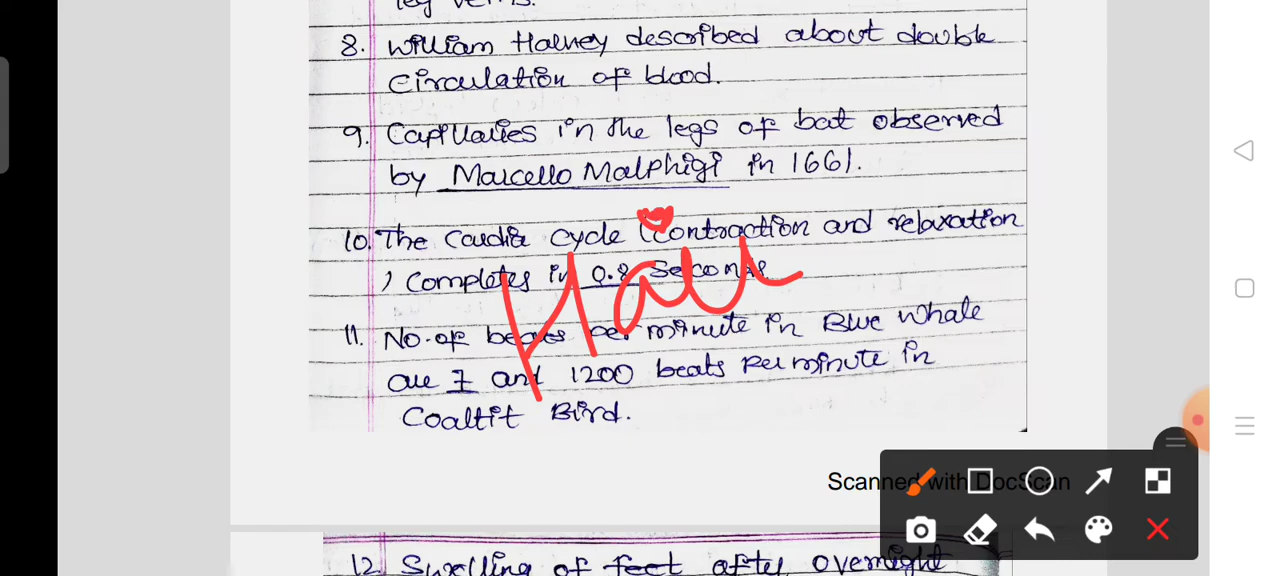 leg veins.
8. William Harvey described about double
circulation of blood.
9. Capillaries in the legs of bat observed
by Marcello Malphigi in 1661.
10. The Cardia cycle (contraction and relaxation
) completes in 0.8 Seconds
11. No.of beats per minute in Blue Whale
are 7 and 1200 beats per minute in
Coaltit Bird.
Scanned with DocScan
12. Swelling of feet after overnight